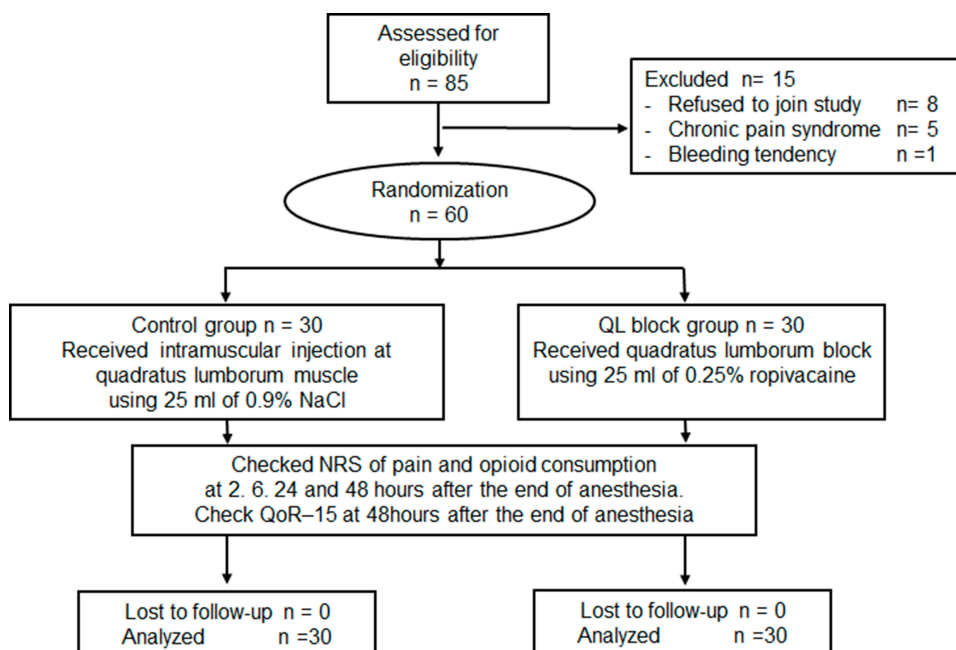 Assessed for
eligibility
n = 85
Excluded n= 15
- Refused to join study n= 8
- Chronic pain syndrome n= 5
- Bleeding tendency n =1
Randomization
n = 60
Control group n = 30
Received intramuscular injection at
quadratus lumborum muscle
using 25 ml of 0.9% NaCl
QL block group n = 30
Received quadratus lumborum block
using 25 ml of 0.25% ropivacaine
Checked NRS of pain and opioid consumption
at 2. 6. 24 and 48 hours after the end of anesthesia.
Check QoR–15 at 48hours after the end of anesthesia
Lost to follow-up n = 0
Analyzed n =30
Lost to follow-up n = 0
Analyzed n =30